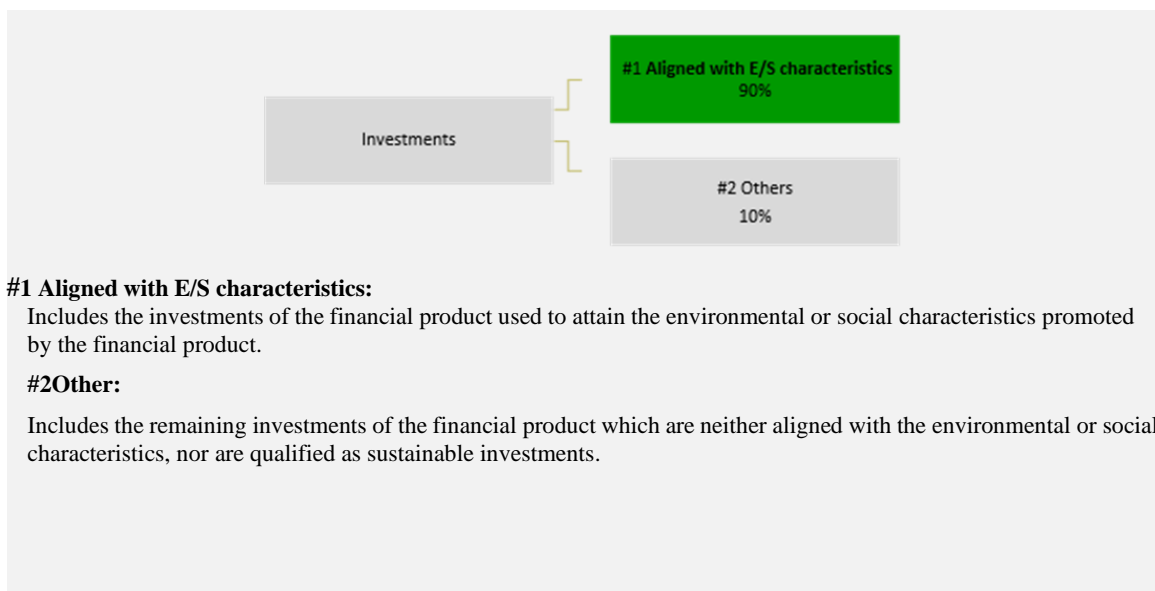 #1 Aligned with E/S characteristics
90%
Investments
#2 Others
10%
#1 Aligned with E/S characteristics:
Includes the investments of the financial product used to attain the environmental or social characteristics promoted
by the financial product.
#2Other:
Includes the remaining investments of the financial product which are neither aligned with the environmental or social
characteristics, nor are qualified as sustainable investments.